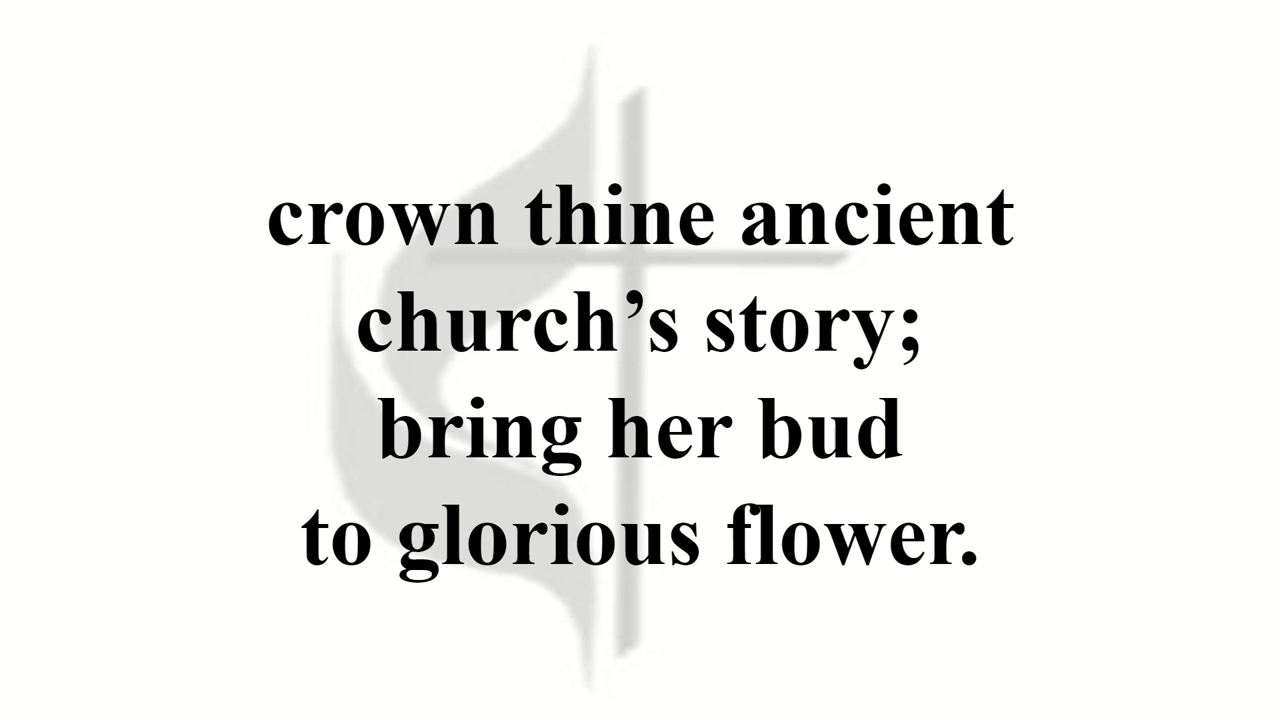 crown thine ancient
church’s story;
bring her bud
to glorious flower.